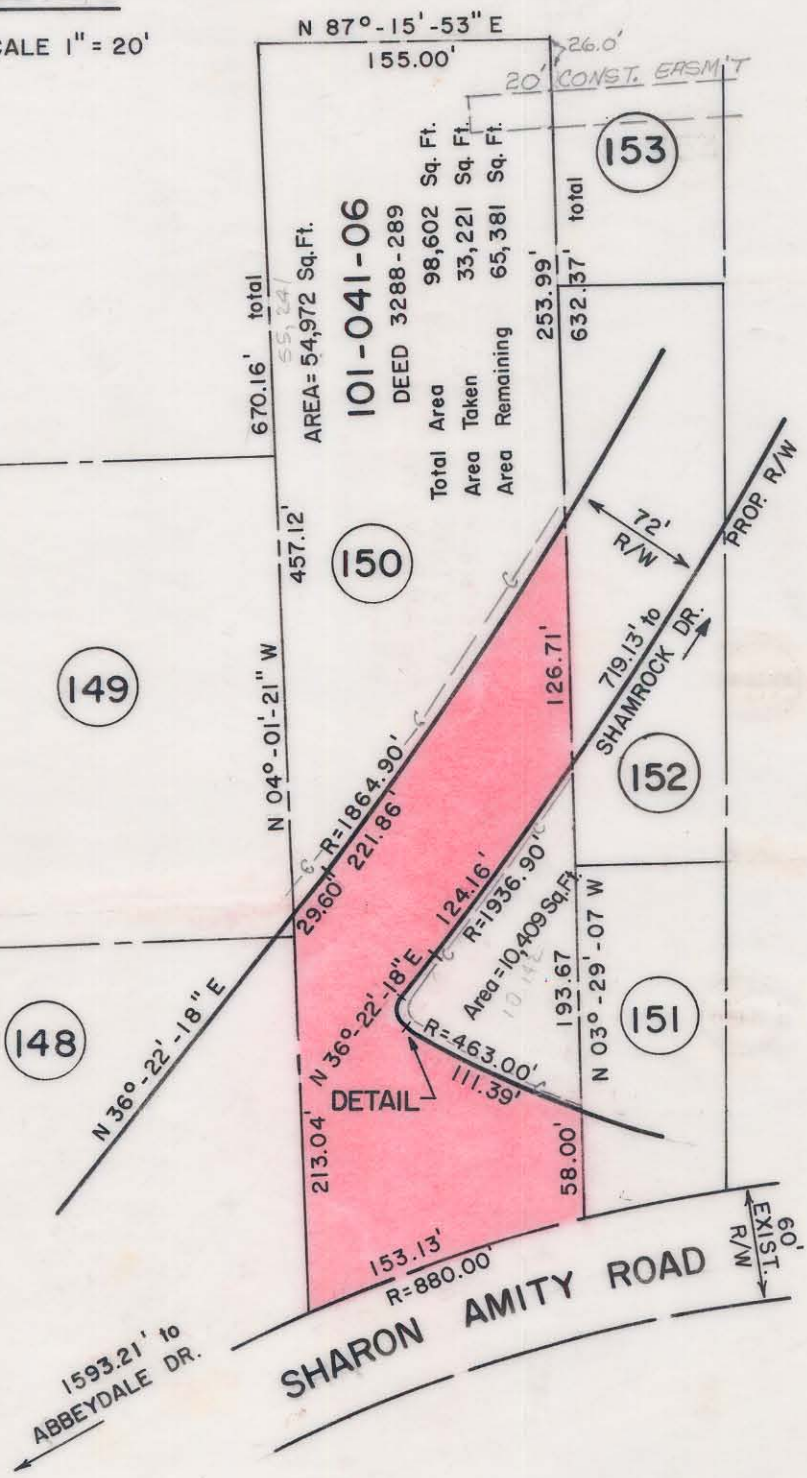 SCALE 1" = 20'
N 87°-15'-53" E
155.00'
26.0'
20' CONST. EASM'T
153
670.16' total
55,241
AREA = 54,972 Sq. Ft.
101-041-06
DEED 3288-289
Total Area 98,602 Sq. Ft.
Area Taken 33,221 Sq. Ft.
Area Remaining 65,381 Sq. Ft.
253.99'
632.37' total
457.12'
150
72'
R/W
PROP. R/W
149
N 04°-01'-21" W
126.71'
719.13' to
SHAMROCK DR.
152
R=1864.90'
221.86'
29.60'
124.16'
R=1936.90'
N 36°-22'-18" E
Area = 10,409 Sq. Ft.
10,142
193.67
N 03°-29'-07 W
151
148
N 36°-22'-18" E
R=463.00'
111.39'
DETAIL
213.04'
58.00'
153.13'
R=880.00'
60'
EXIST.
R/W
SHARON AMITY ROAD
1593.21' to
ABBEYDALE DR.